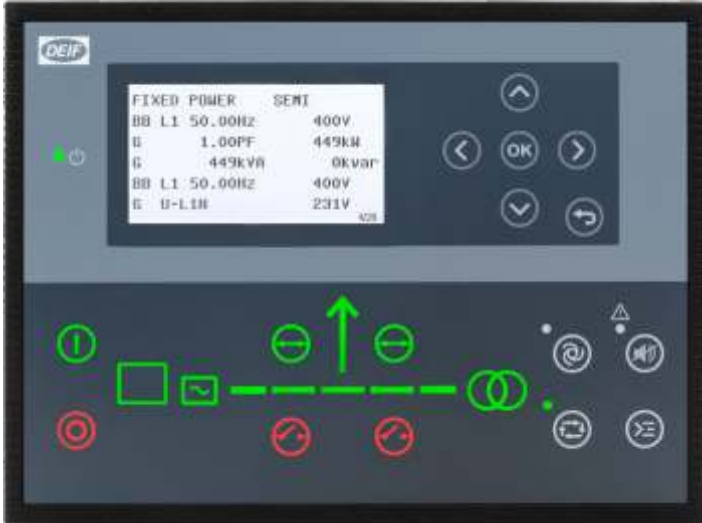 DEIF
FIXED POWER SEMI
BB L1 50.00Hz 400V
G 1.00PF 449kW
G 449kVA 0kvar
BB L1 50.00Hz 400V
G U-L1N 231V
OK